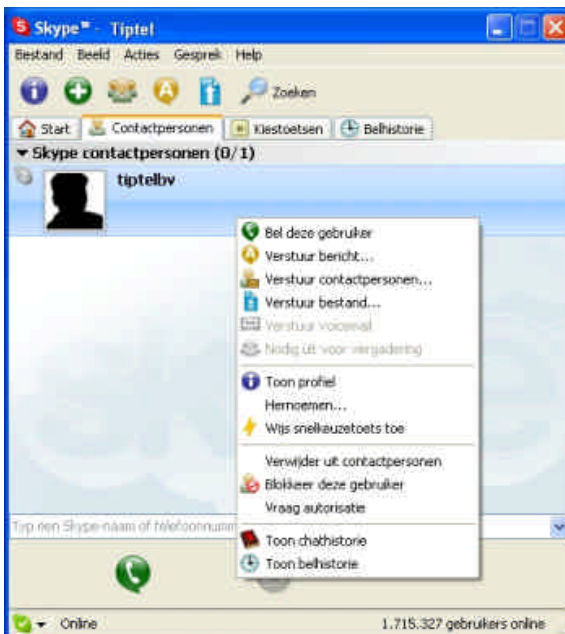 Skype™ - Tiptel
Bestand Beeld Acties Gesprek Help
Zoeken
Start Contactpersonen Kiestoetsen Belhistorie
Skype contactpersonen (0/1)
tiptelbv
Bel deze gebruiker
Verstuur bericht...
Verstuur contactpersonen...
Verstuur bestand...
Verstuur voicemail
Nodig uit voor vergadering
Toon profiel
Hernoemen...
Wijs snelkeuzetoets toe
Verwijder uit contactpersonen
Blokkeer deze gebruiker
Vraag autorisatie
Typ een Skype-naam of telefoonnum
Toon chathistorie
Toon belhistorie
Online 1.715.327 gebruikers online